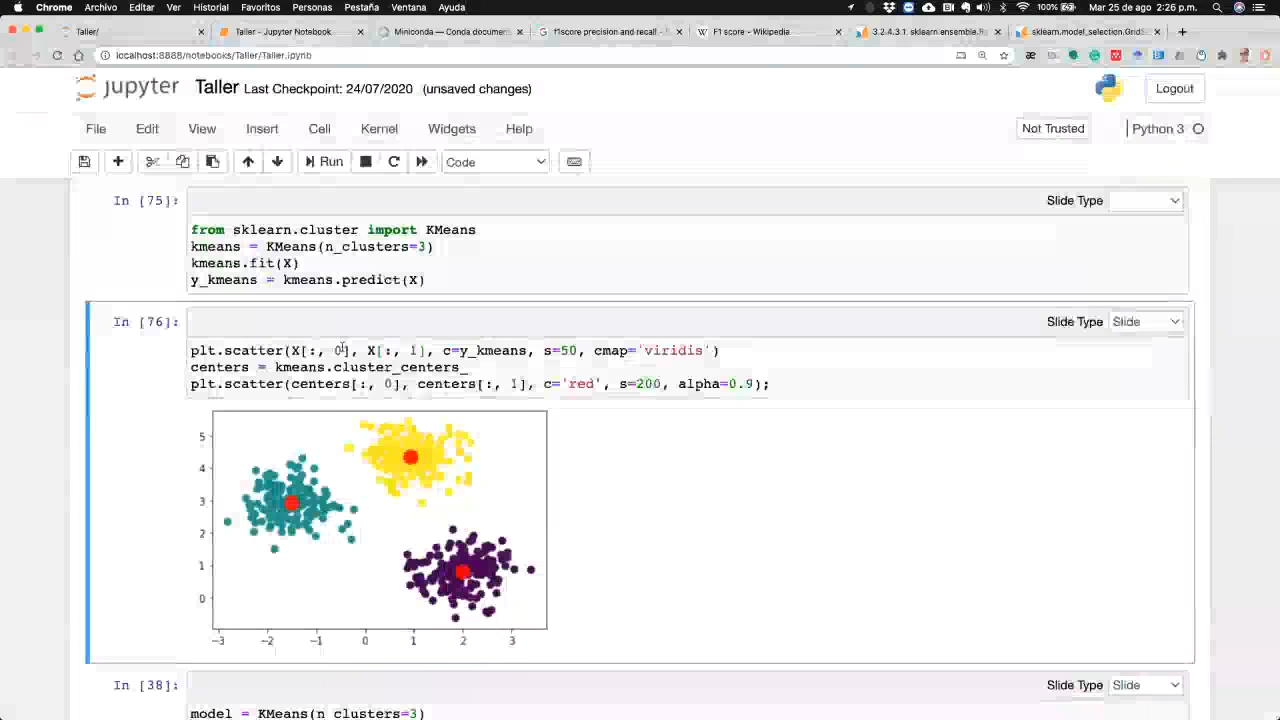 Chrome Archivo Editar Ver Historial Favoritos Personas Pestaña Ventana Ayuda 100% Mar 25 de ago 2:26 p.m.
Taller/ Taller - Jupyter Notebook Miniconda — Conda document f1score precision and recall - F1 score - Wikipedia 3.2.4.3.1. sklearn.ensemble.R sklearn.model_selection.GridS
localhost:8888/notebooks/Taller/Taller.ipynb
jupyter Taller Last Checkpoint: 24/07/2020 (unsaved changes) Logout
File Edit View Insert Cell Kernel Widgets Help Not Trusted Python 3
Run Code
In [75]: Slide Type
from sklearn.cluster import KMeans
kmeans = KMeans(n_clusters=3)
kmeans.fit(X)
y_kmeans = kmeans.predict(X)
In [76]: Slide Type Slide
plt.scatter(X[:, 0], X[:, 1], c=y_kmeans, s=50, cmap='viridis')
centers = kmeans.cluster_centers_
plt.scatter(centers[:, 0], centers[:, 1], c='red', s=200, alpha=0.9);
5
4
3
2
1
0
−3 −2 −1 0 1 2 3
In [38]: Slide Type Slide
model = KMeans(n_clusters=3)